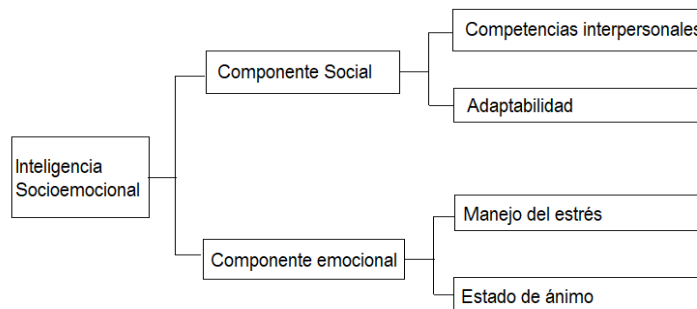 Competencias interpersonales
Componente Social
Adaptabilidad
Inteligencia
Socioemocional
Manejo del estrés
Componente emocional
Estado de ánimo